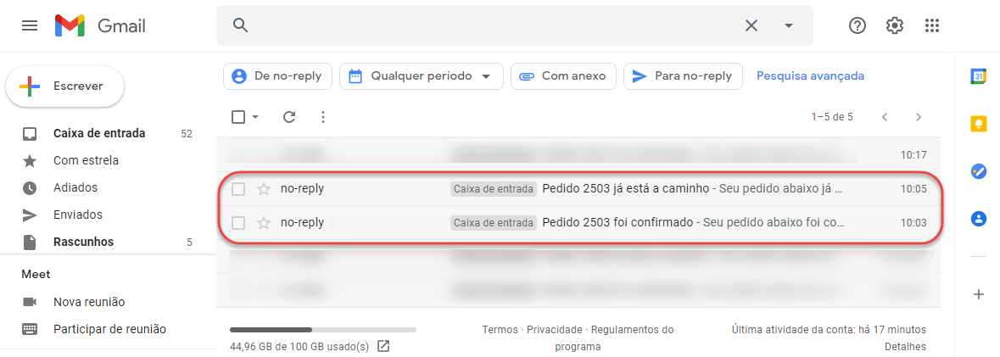 Gmail
De no-reply
Qualquer período
Com anexo
Para no-reply
Pesquisa avançada
Escrever
1–5 de 5
Caixa de entrada 52
Com estrela
Adiados
Enviados
Rascunhos 5
10:17
no-reply Caixa de entrada Pedido 2503 já está a caminho - Seu pedido abaixo já ... 10:05
no-reply Caixa de entrada Pedido 2503 foi confirmado - Seu pedido abaixo foi co... 10:03
Meet
Nova reunião
Participar de reunião
44,96 GB de 100 GB usado(s)
Termos · Privacidade · Regulamentos do
programa
Última atividade da conta: há 17 minutos
Detalhes
31